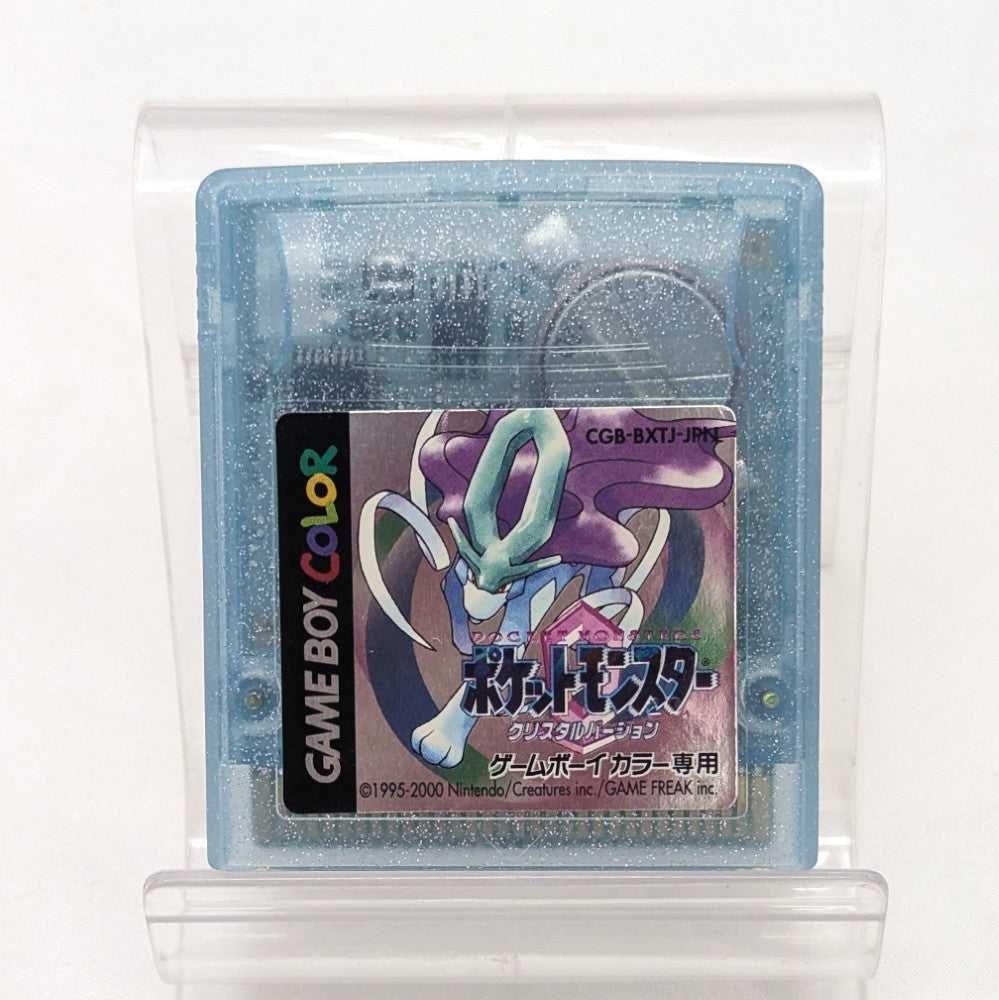 GAME BOY COLOR
CGB-BXTJ-JPN
POCKET MONSTERS
ポケットモンスター®
クリスタルバージョン
ゲームボーイカラー専用
©1995-2000 Nintendo/Creatures inc./GAME FREAK inc.